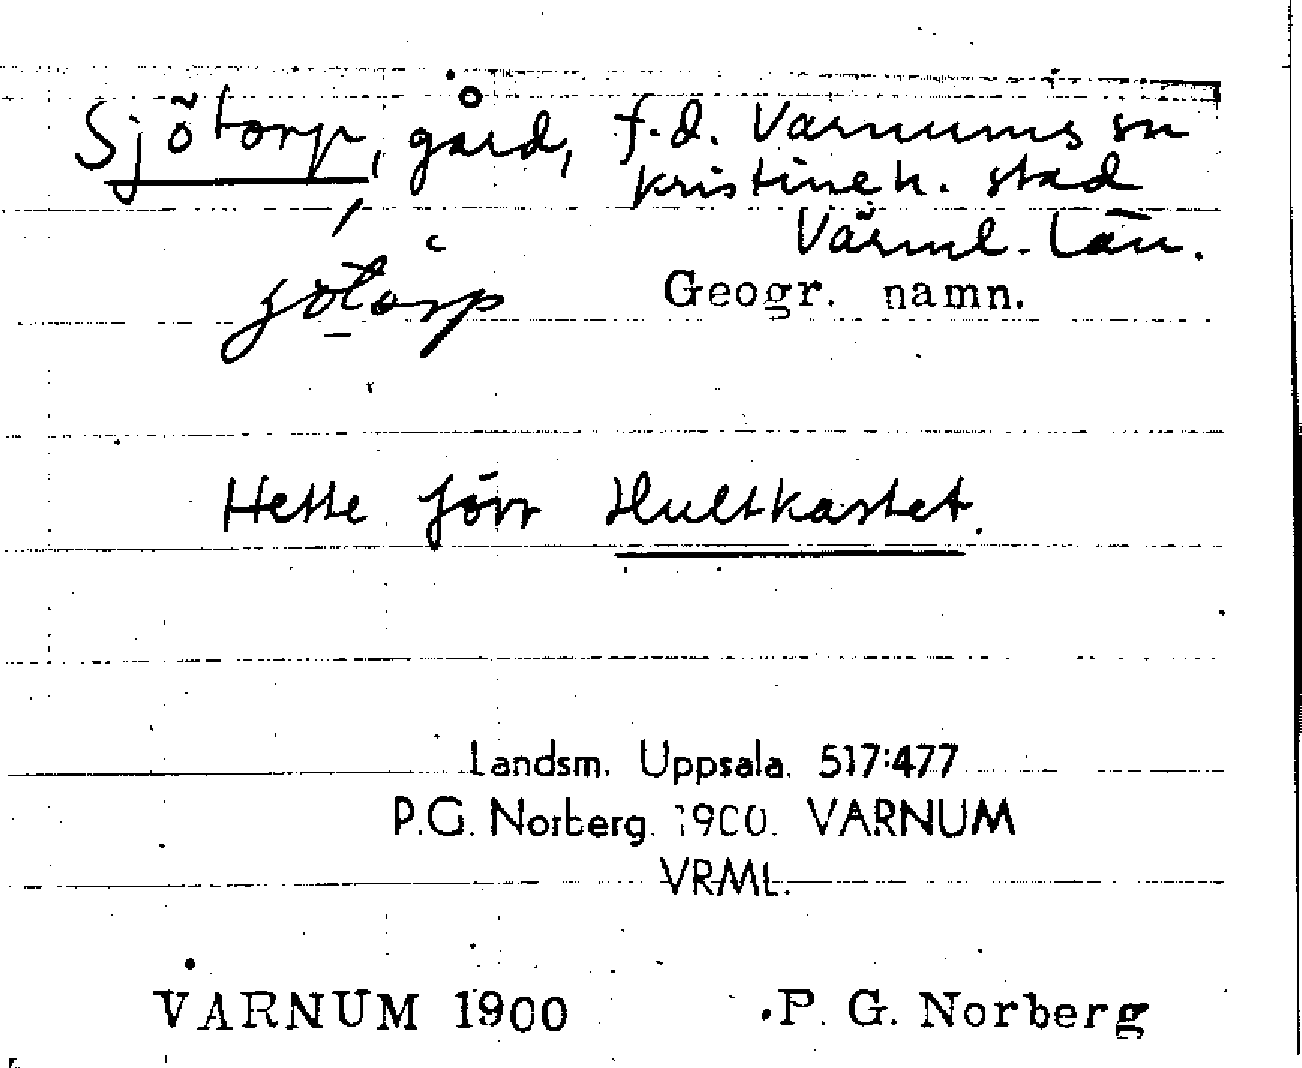 Sjötorp, gård, f.d. Varnums sn
Kristineh. stad
Värml. län.
Geogr. namn.
Hette förr Hultkastet.
Landsm. Uppsala. 517:477
P.G. Norberg. 1900. VARNUM
VRML.
VARNUM 1900 P. G. Norberg